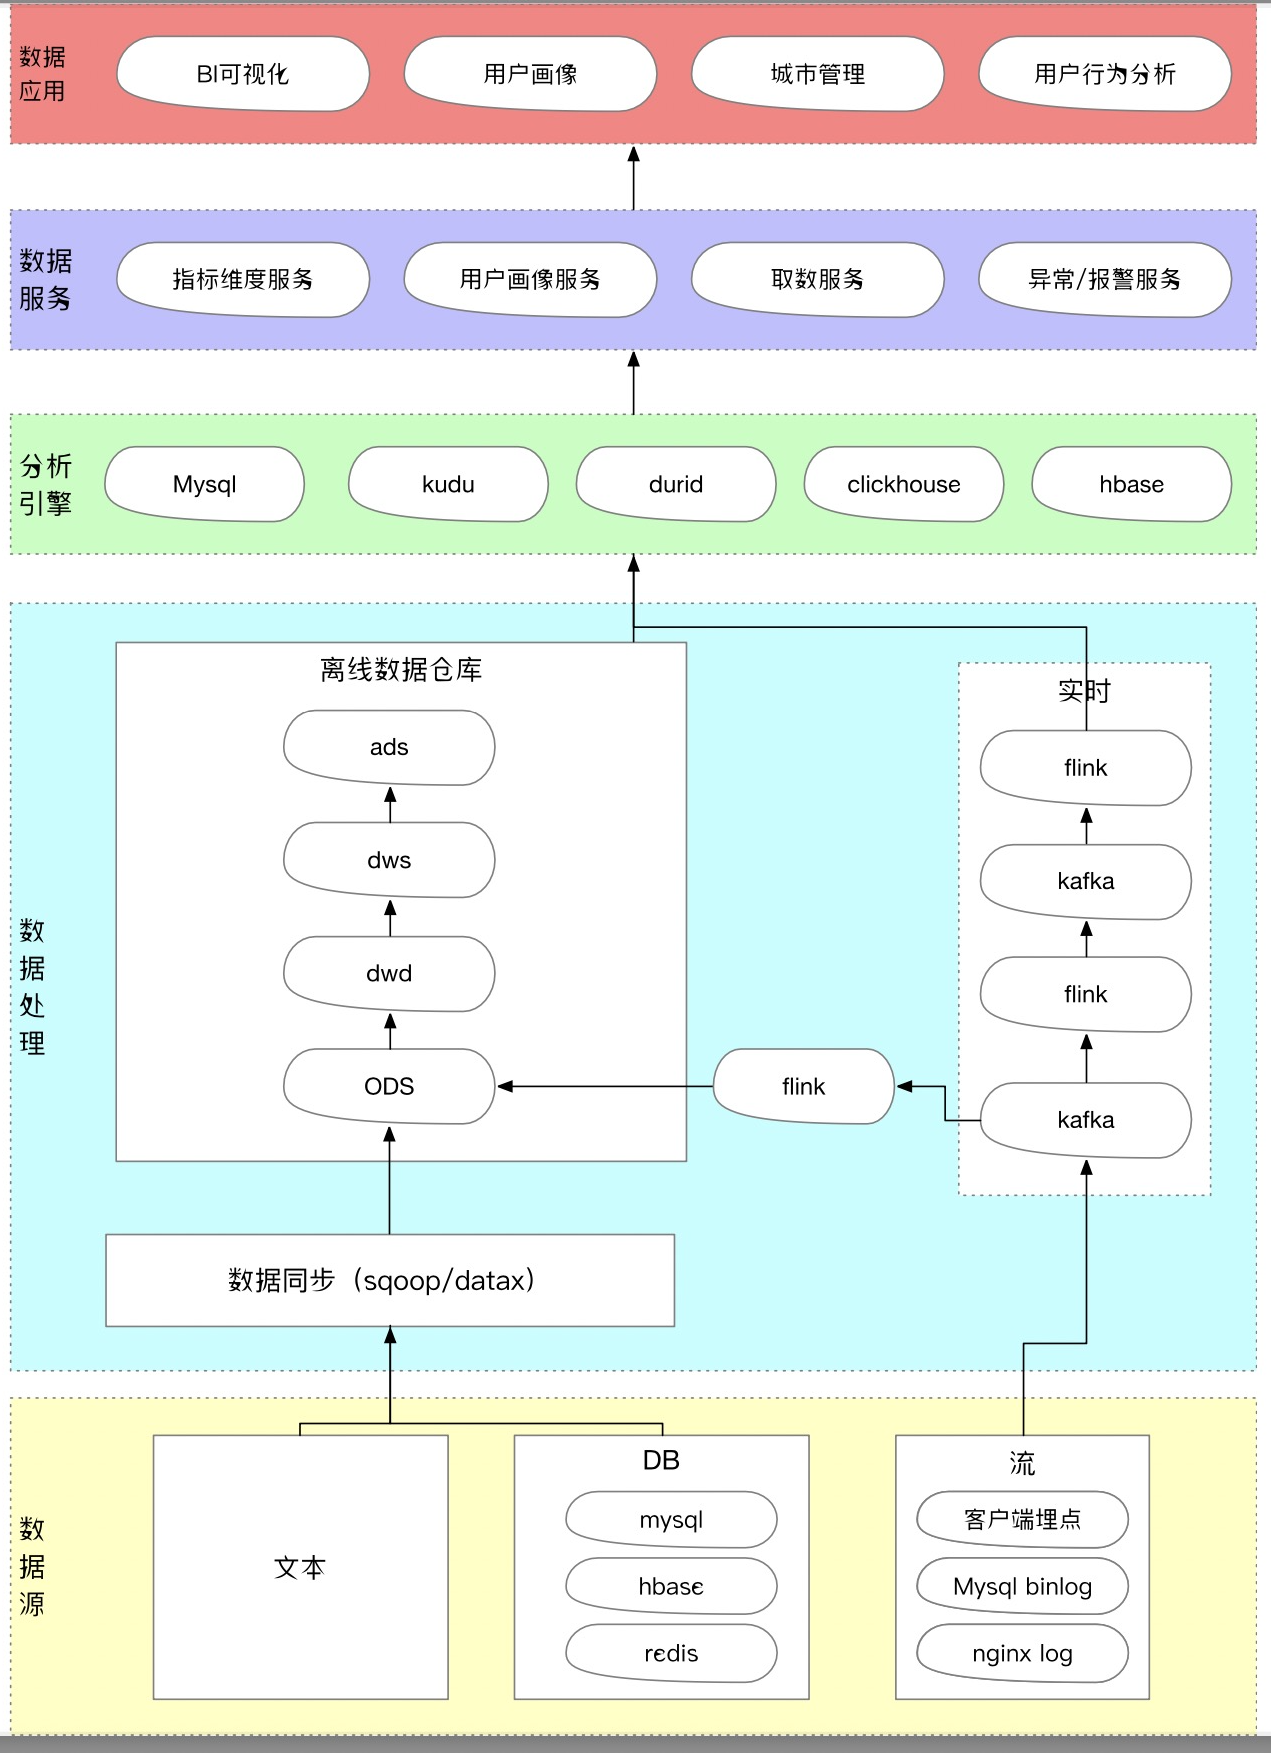 数据
应用
BI可视化
用户画像
城市管理
用户行为分析
数据
服务
指标维度服务
用户画像服务
取数服务
异常/报警服务
分析
引擎
Mysql
kudu
durid
clickhouse
hbase
数
据
处
理
离线数据仓库
ads
dws
dwd
ODS
flink
实时
flink
kafka
flink
kafka
数据同步（sqoop/datax）
数
据
源
文本
DB
mysql
hbase
redis
流
客户端埋点
Mysql binlog
nginx log